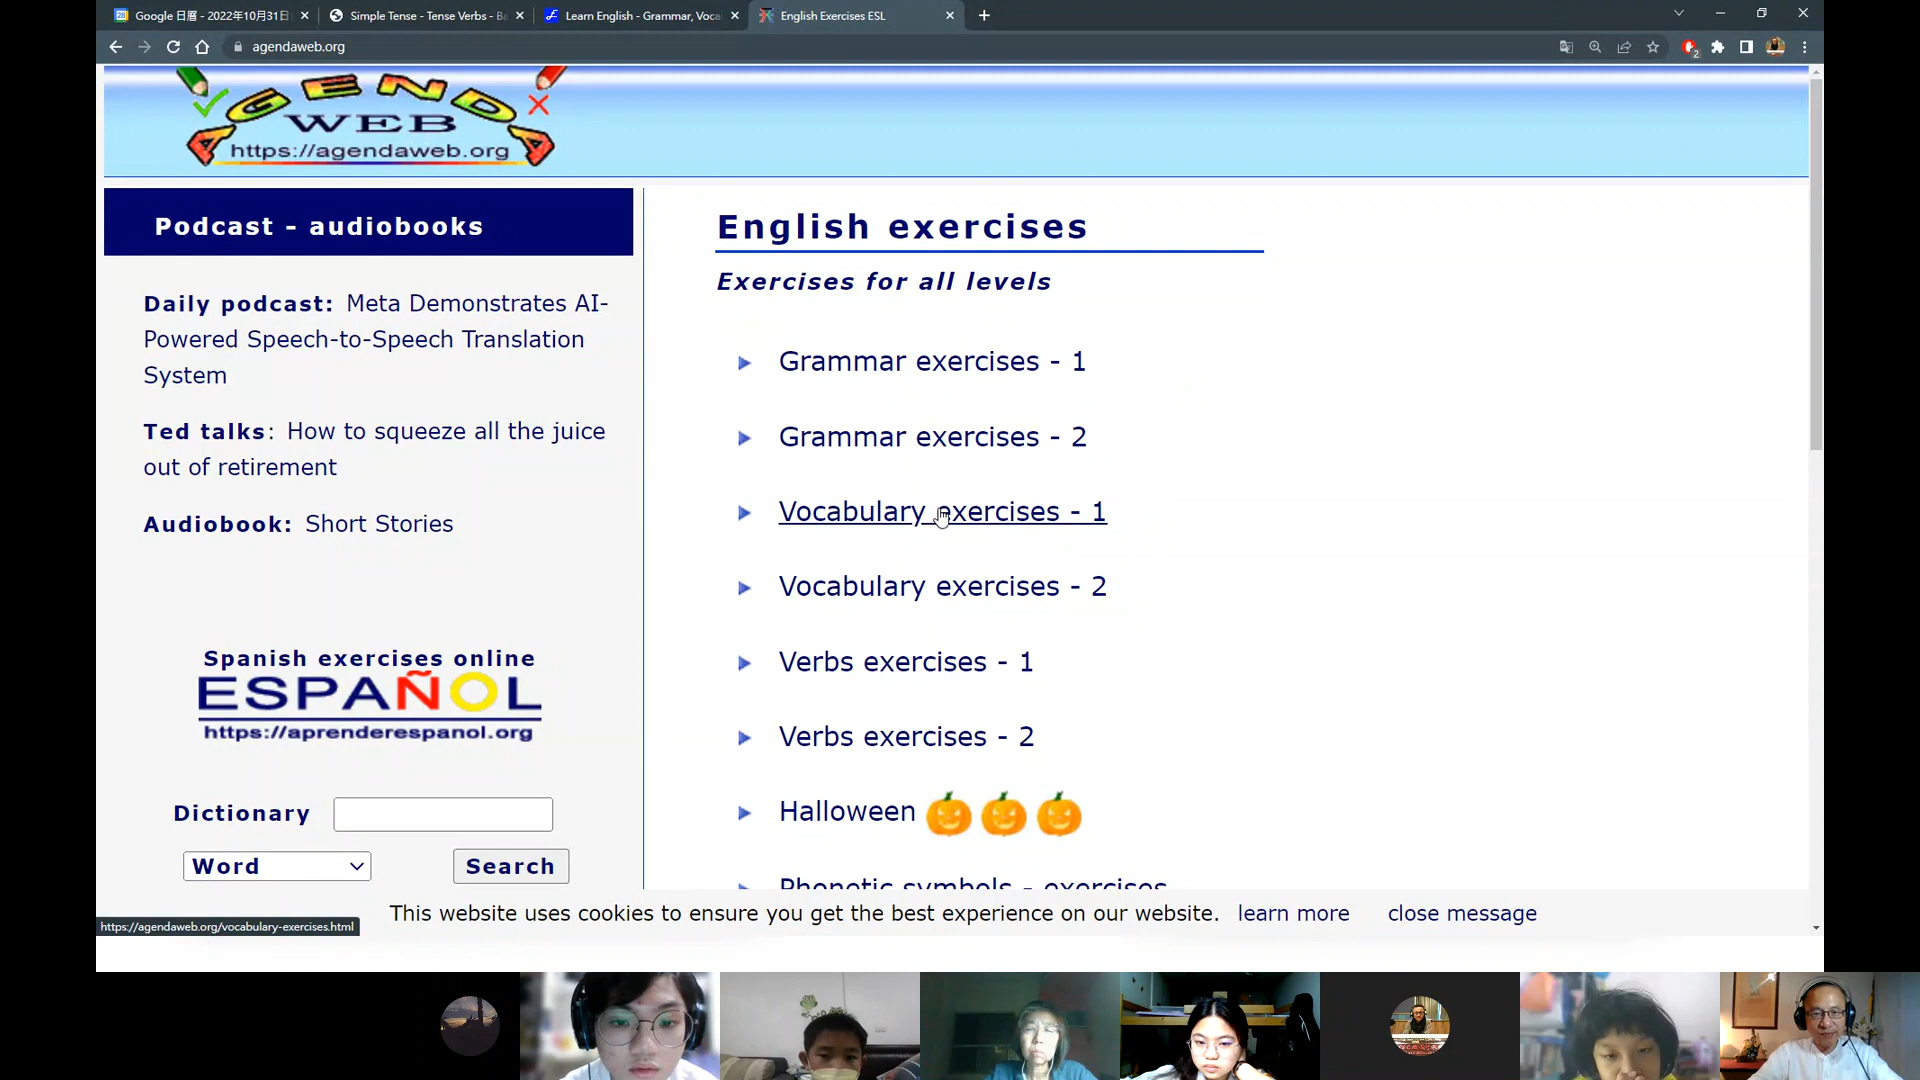 Google 日曆 - 2022年10月31日
Simple Tense - Tense Verbs - Ba
Learn English - Grammar, Voca
English Exercises ESL
agendaweb.org
AGENDA
WEB
https://agendaweb.org
Podcast - audiobooks
Daily podcast: Meta Demonstrates AI-
Powered Speech-to-Speech Translation
System
Ted talks: How to squeeze all the juice
out of retirement
Audiobook: Short Stories
Spanish exercises online
ESPAÑOL
https://aprenderespanol.org
Dictionary
Word
Search
English exercises
Exercises for all levels
Grammar exercises - 1
Grammar exercises - 2
Vocabulary exercises - 1
Vocabulary exercises - 2
Verbs exercises - 1
Verbs exercises - 2
Halloween
Phonetic symbols - exercises
This website uses cookies to ensure you get the best experience on our website. learn more close message
https://agendaweb.org/vocabulary-exercises.html